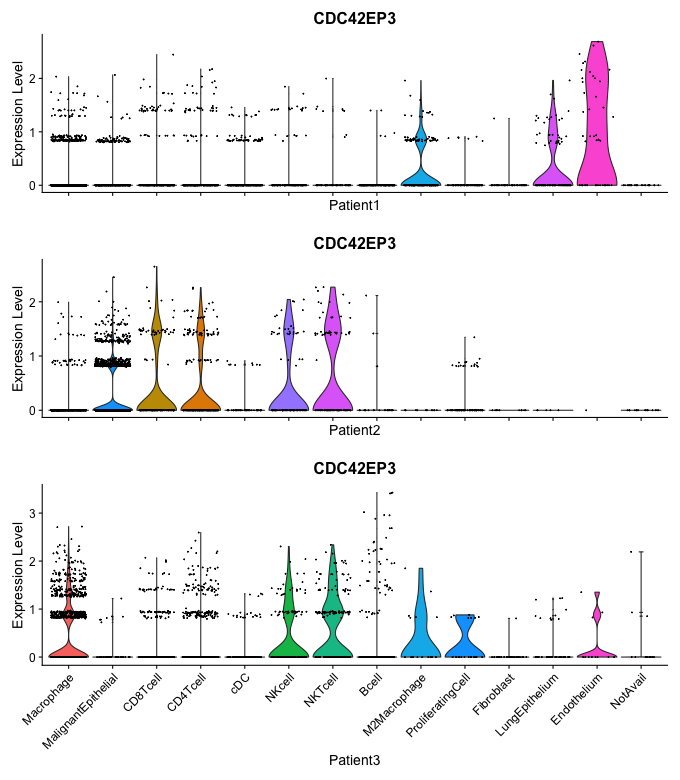 CDC42EP3
Expression Level
2
1
0
Patient1
CDC42EP3
Expression Level
2
1
0
Patient2
CDC42EP3
Expression Level
3
2
1
0
Macrophage
MalignantEpithelial
CD8Tcell
CD4Tcell
cDC
NKcell
NKTcell
Bcell
M2Macrophage
ProliferatingCell
Fibroblast
LungEpithelium
Endothelium
NotAvail
Patient3